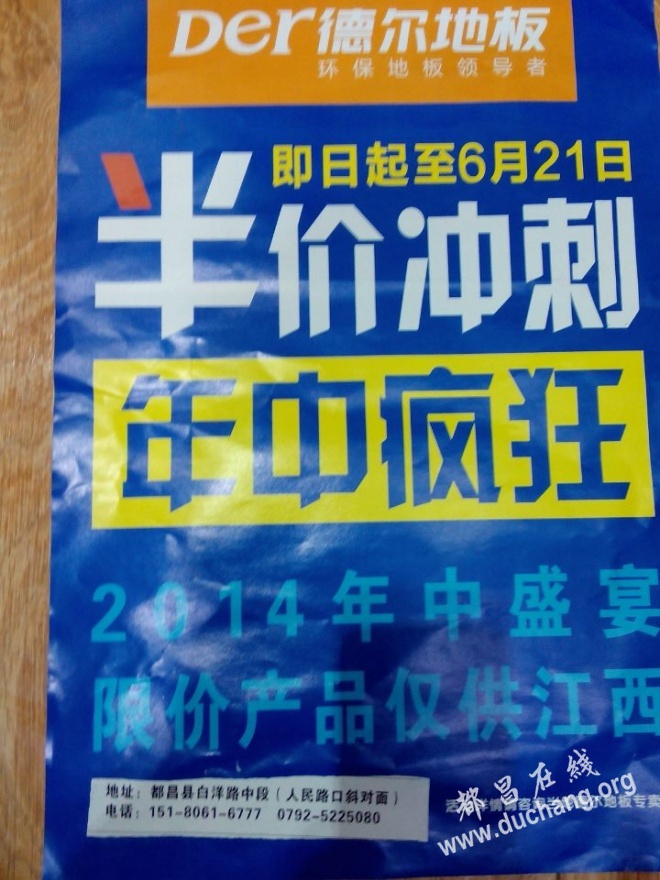 Der德尔地板
环保地板领导者
即日起至6月21日
半价冲刺
年中疯狂
2014年中盛宴
限价产品仅供江西
地址：都昌县白洋路中段（人民路口斜对面）
电话：151-8061-6777 0792-5225080
都昌在线
www.duchang.org